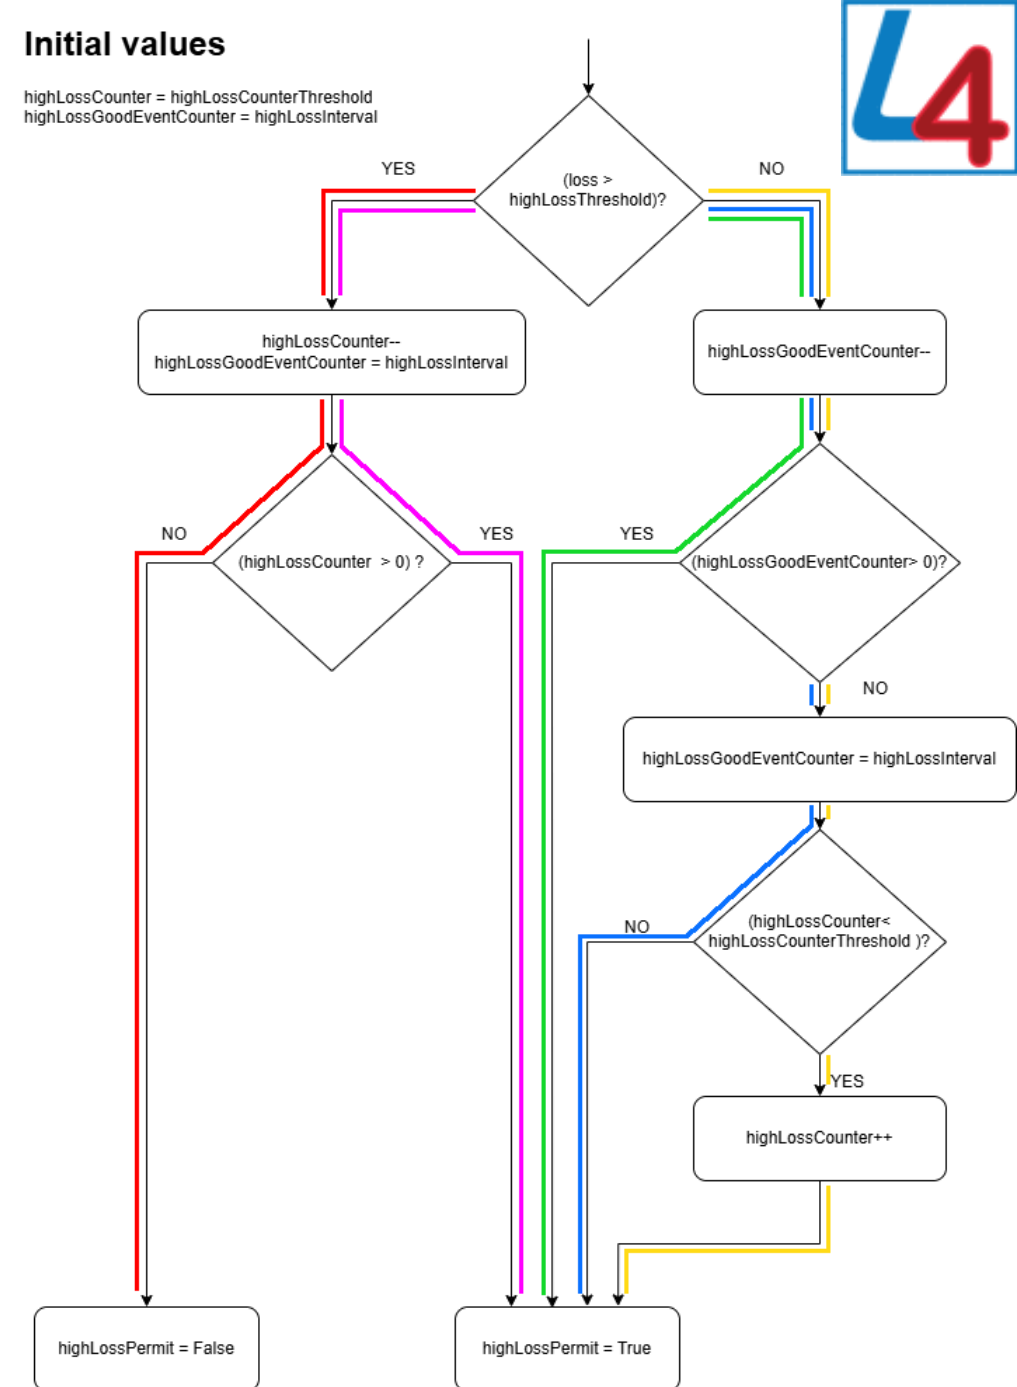 Initial values
L4
highLossCounter = highLossCounterThreshold
highLossGoodEventCounter = highLossInterval
YES
(loss >
highLossThreshold)?
NO
highLossCounter--
highLossGoodEventCounter = highLossInterval
highLossGoodEventCounter--
NO
(highLossCounter  > 0) ?
YES
YES
(highLossGoodEventCounter> 0)?
NO
highLossGoodEventCounter = highLossInterval
NO
(highLossCounter<
highLossCounterThreshold )?
YES
highLossCounter++
highLossPermit = False
highLossPermit = True